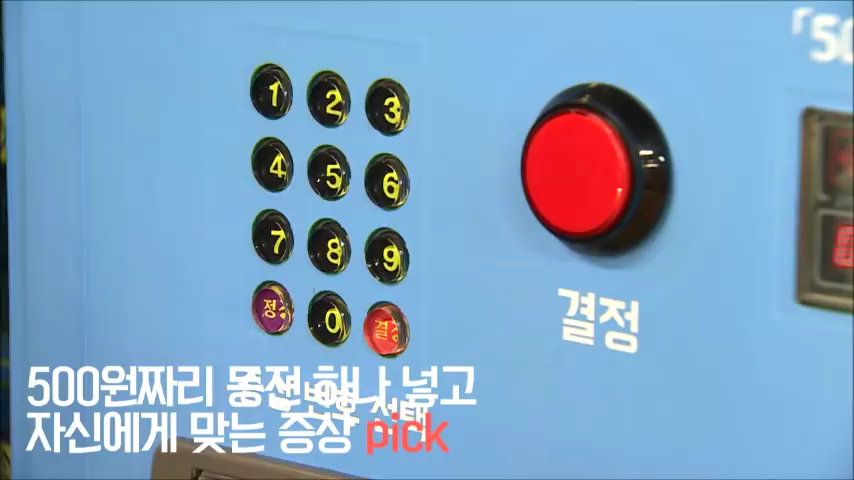 「50
1 2 3
4 5 6
7 8 9
정 0 결
결정
500원짜리 동전 하나 넣고
자신에게 맞는 증상 pick